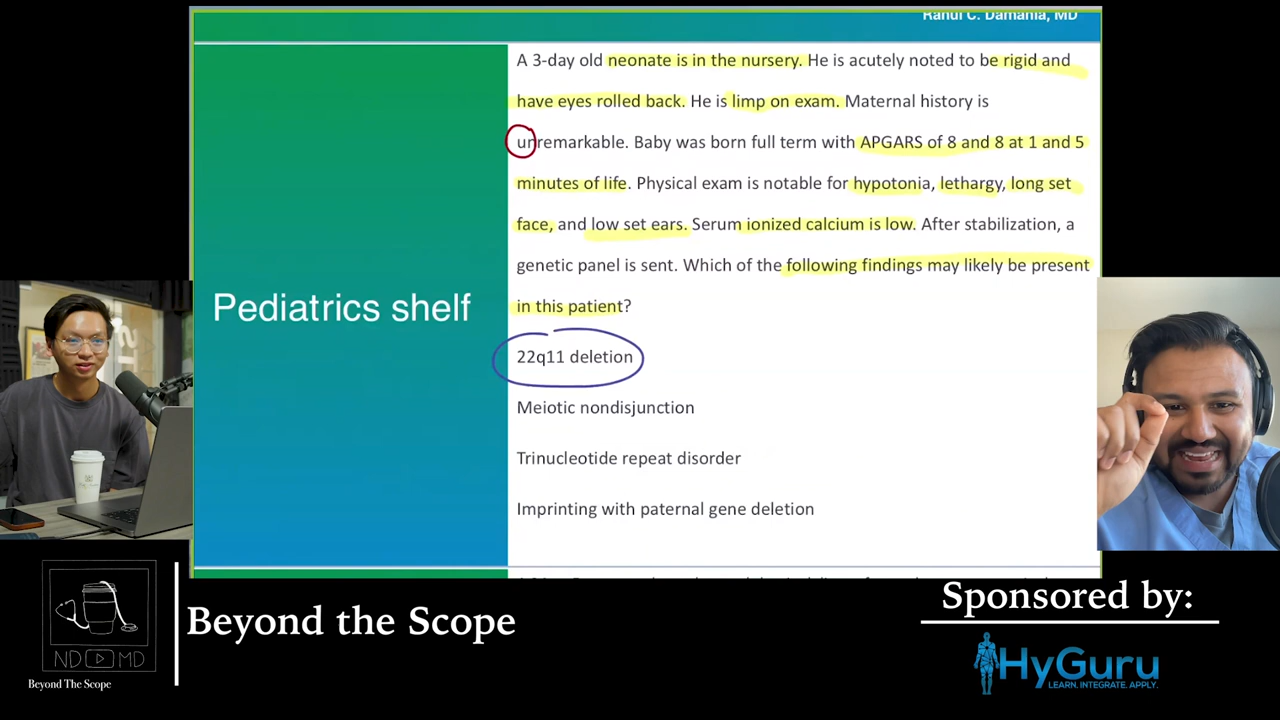 Rahul C. Damania, MD
A 3-day old neonate is in the nursery. He is acutely noted to be rigid and
have eyes rolled back. He is limp on exam. Maternal history is
unremarkable. Baby was born full term with APGARS of 8 and 8 at 1 and 5
minutes of life. Physical exam is notable for hypotonia, lethargy, long set
face, and low set ears. Serum ionized calcium is low. After stabilization, a
genetic panel is sent. Which of the following findings may likely be present
in this patient?
Pediatrics shelf
22q11 deletion
Meiotic nondisjunction
Trinucleotide repeat disorder
Imprinting with paternal gene deletion
ND MD
Beyond The Scope
Beyond the Scope
Sponsored by:
HyGuru
LEARN. INTEGRATE. APPLY.